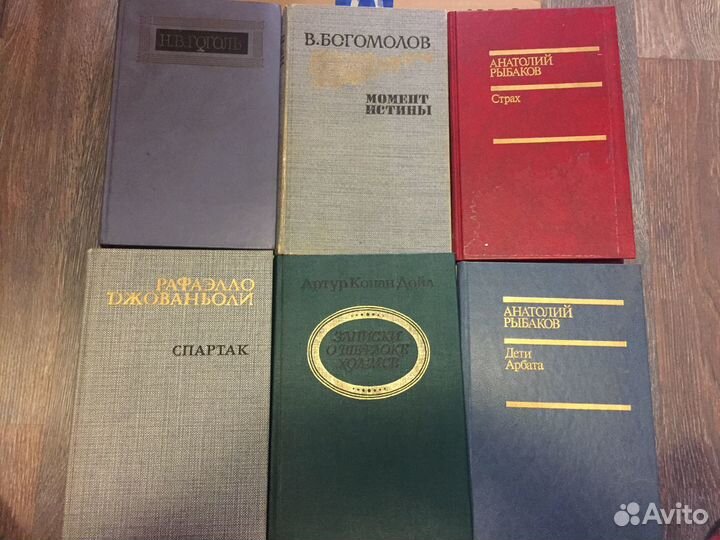 Н.В.ГОГОЛЬ
В.БОГОМОЛОВ
МОМЕНТ
ИСТИНЫ
АНАТОЛИЙ
РЫБАКОВ
Страх
РАФАЭЛЛО
ДЖОВАНЬОЛИ
СПАРТАК
Артур Конан Дойл
ЗАПИСКИ
О ШЕРЛОКЕ
ХОЛМСЕ
АНАТОЛИЙ
РЫБАКОВ
Дети
Арбата
Avito